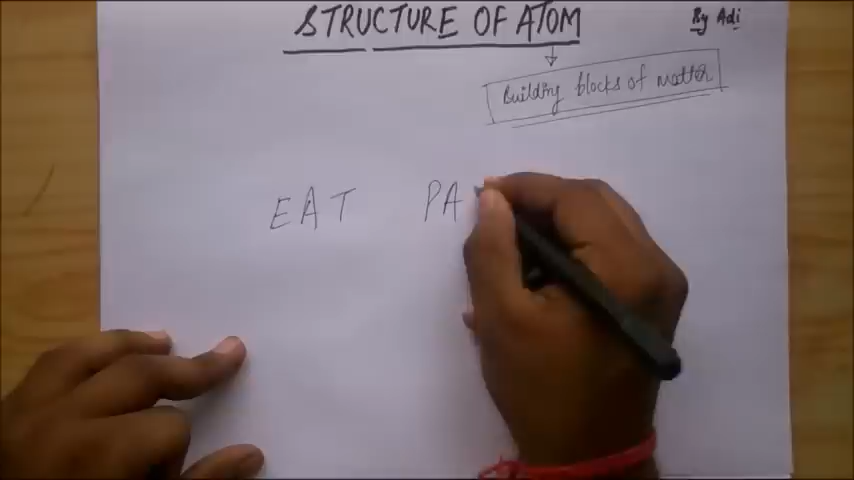 STRUCTURE OF ATOM
By Adi
Building blocks of matter
EAT PA